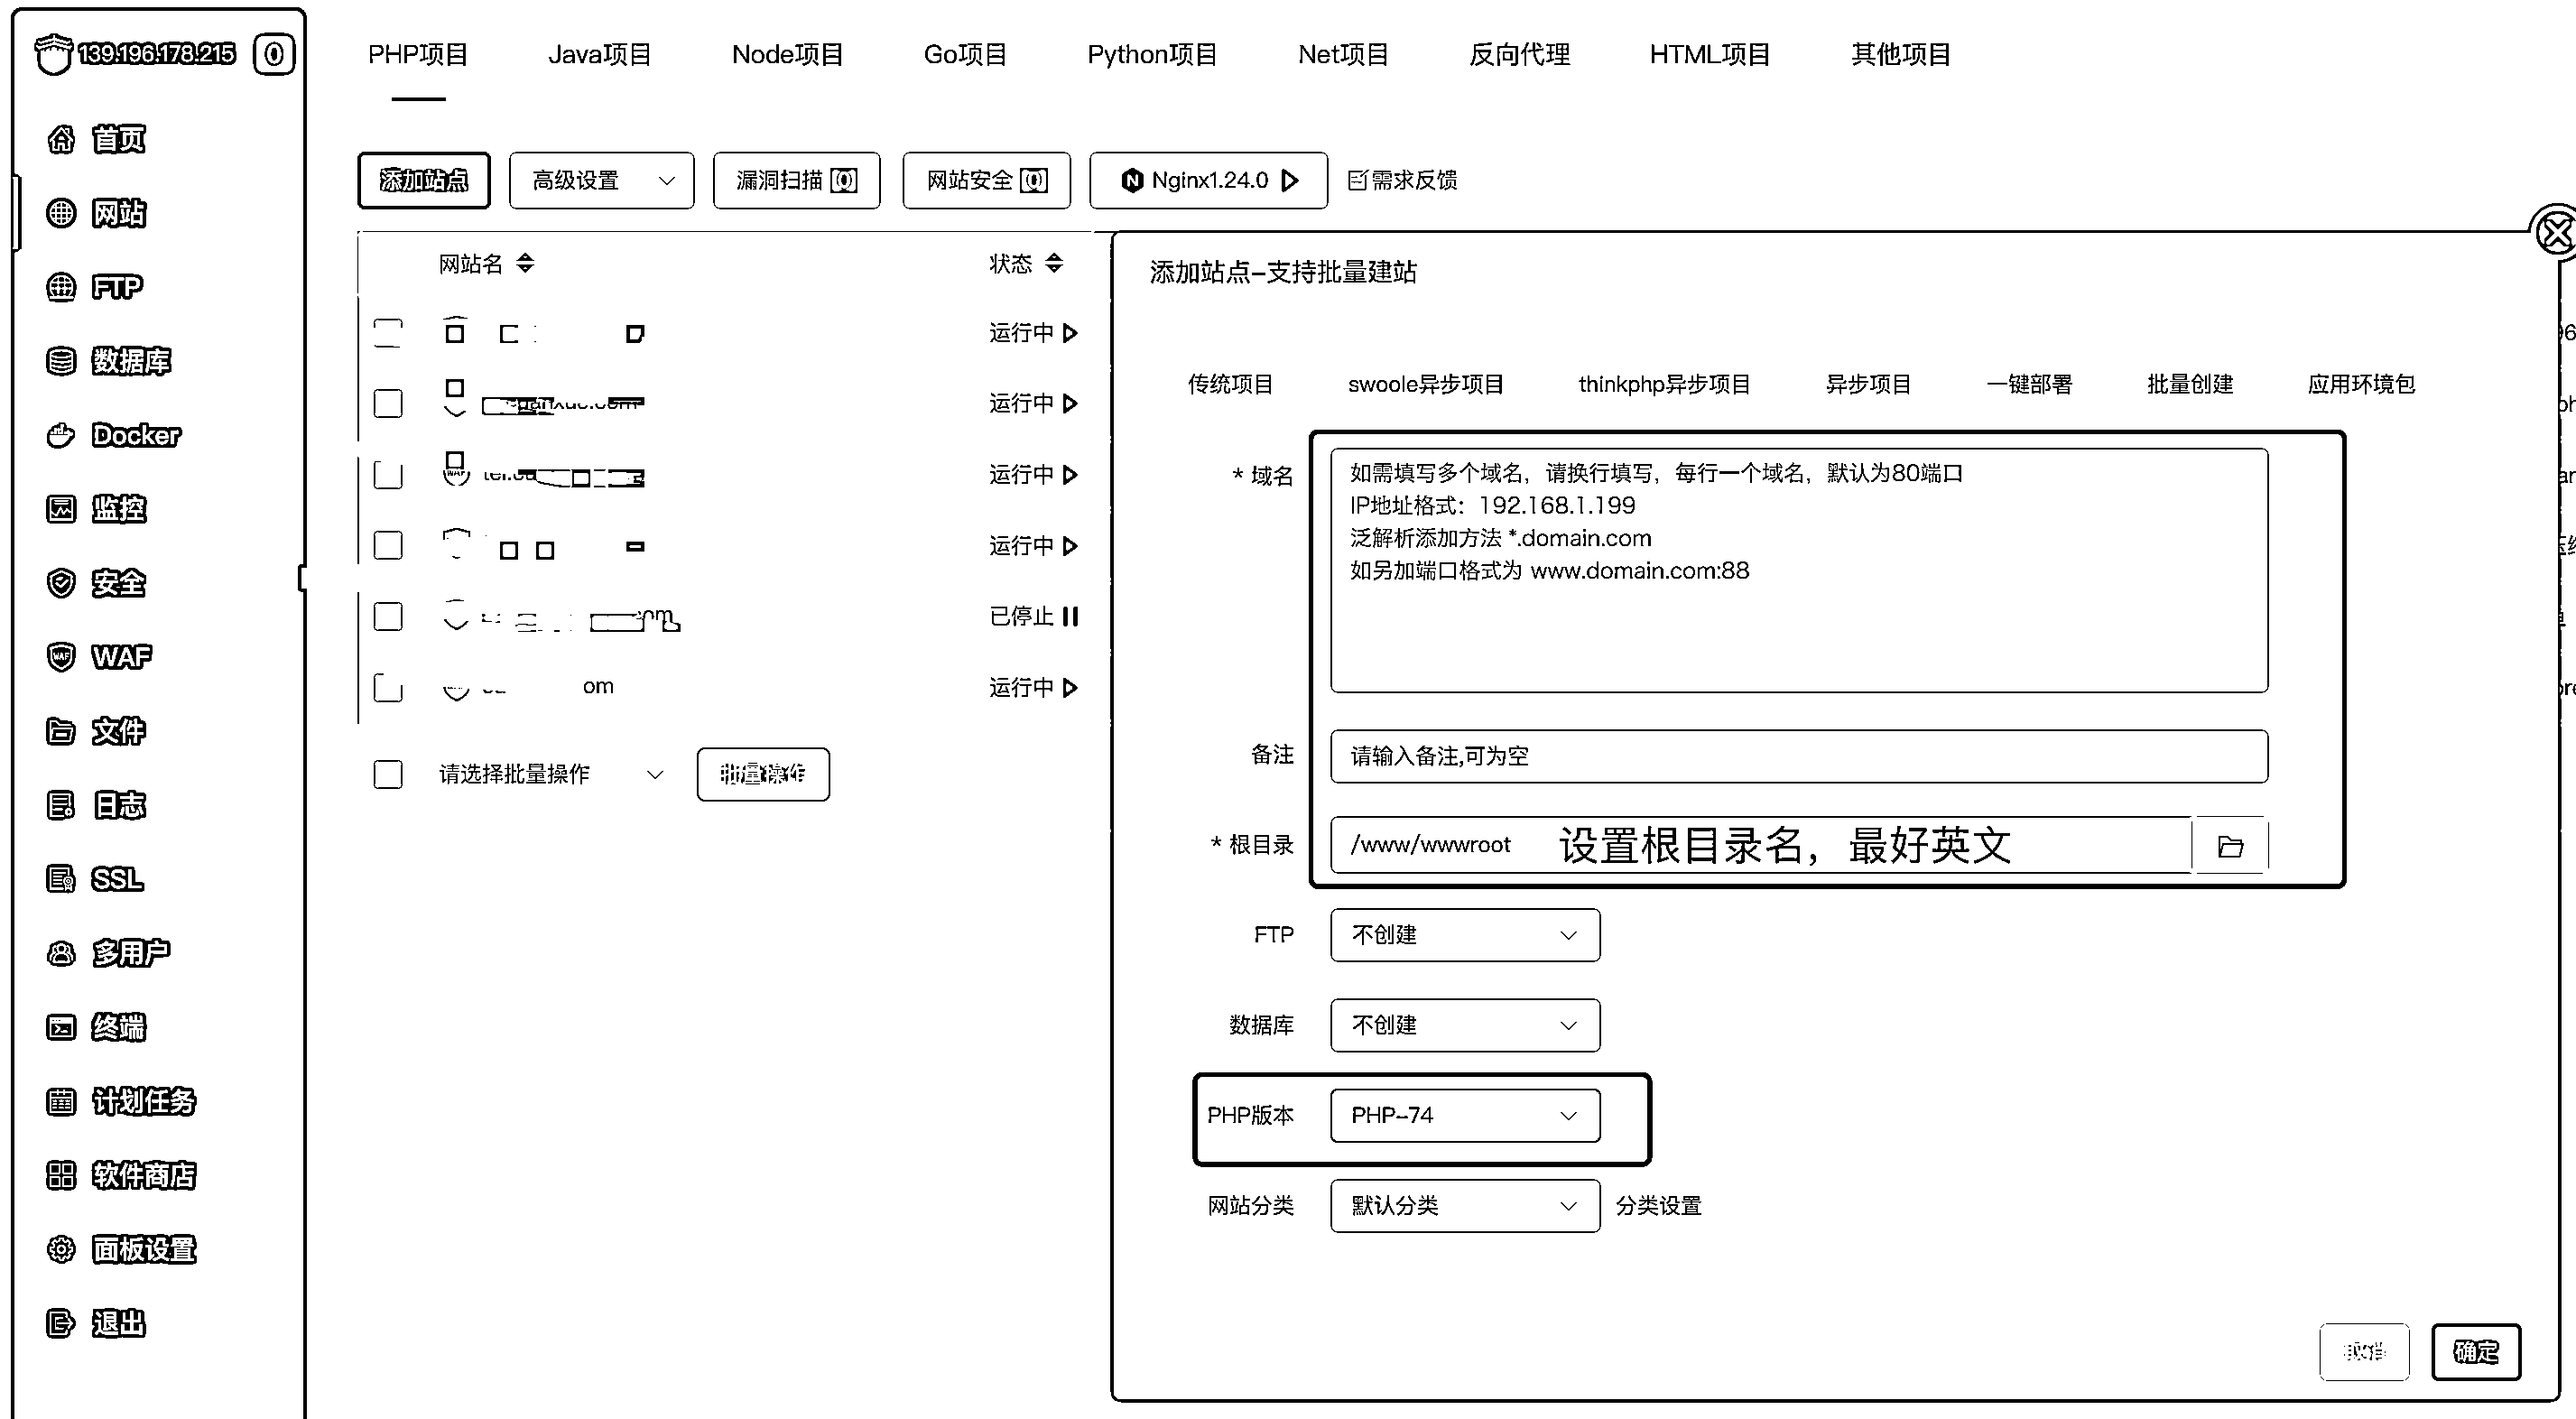 139.196.178.215 0
首页
网站
FTP
数据库
Docker
监控
安全
WAF
文件
日志
SSL
多用户
终端
计划任务
软件商店
面板设置
退出
PHP项目 Java项目 Node项目 Go项目 Python项目 Net项目 反向代理 HTML项目 其他项目
添加站点 高级设置 漏洞扫描 0 网站安全 0 Nginx1.24.0 需求反馈
网站名 状态
运行中
运行中
运行中
运行中
已停止
om 运行中
请选择批量操作 批量操作
添加站点-支持批量建站
传统项目 swoole异步项目 thinkphp异步项目 异步项目 一键部署 批量创建 应用环境包
* 域名
如需填写多个域名，请换行填写，每行一个域名，默认为80端口
IP地址格式：192.168.1.199
泛解析添加方法 *.domain.com
如另加端口格式为 www.domain.com:88
备注 请输入备注,可为空
* 根目录 /www/wwwroot 设置根目录名，最好英文
FTP 不创建
数据库 不创建
PHP版本 PHP-74
网站分类 默认分类 分类设置
确定